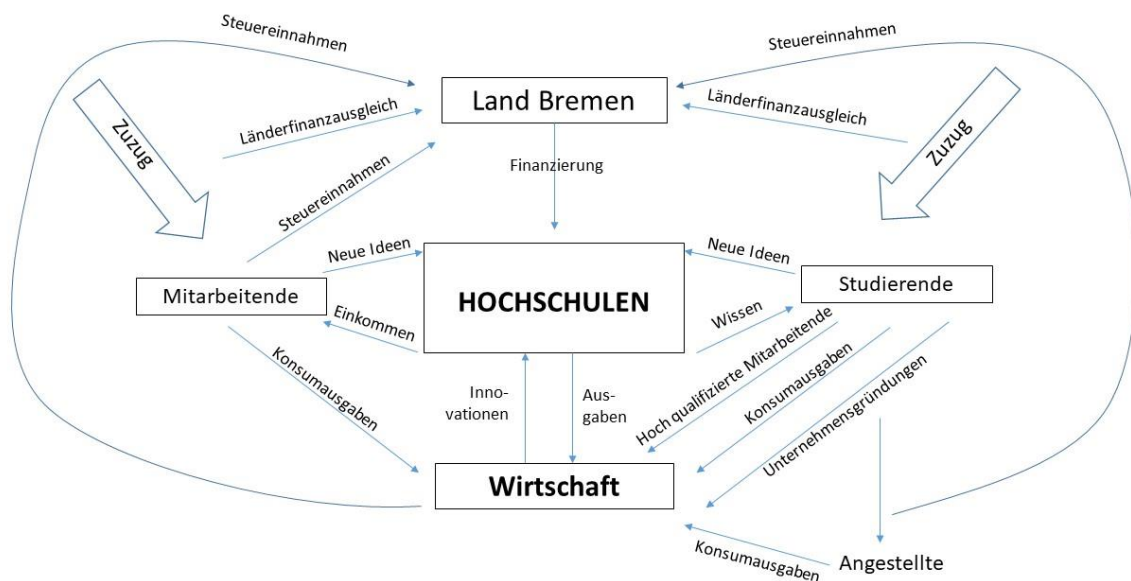 Steuereinnahmen
Steuereinnahmen
Land Bremen
Länderfinanzausgleich
Länderfinanzausgleich
Zuzug
Zuzug
Finanzierung
Steuereinnahmen
Neue Ideen
Neue Ideen
Mitarbeitende
HOCHSCHULEN
Studierende
Einkommen
Wissen
Konsumausgaben
Inno-
vationen
Aus-
gaben
Hoch qualifizierte Mitarbeitende
Konsumausgaben
Unternehmensgründungen
Wirtschaft
Konsumausgaben
Angestellte